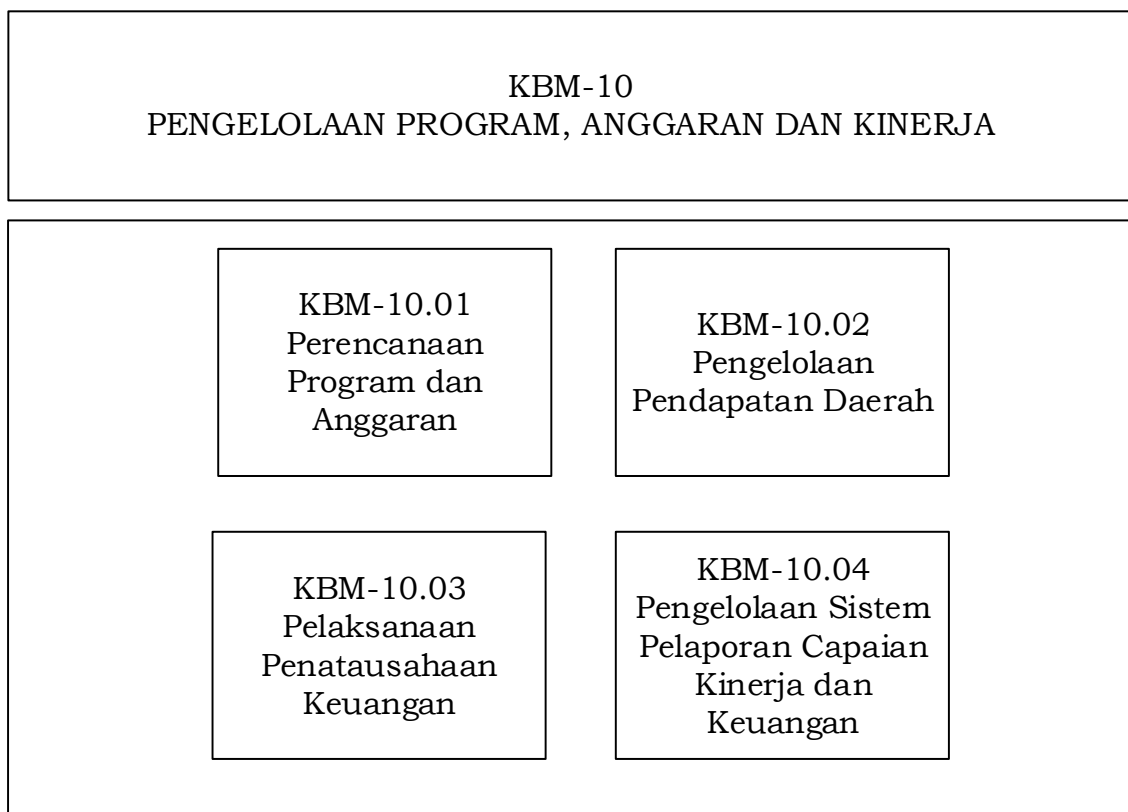 KBM-10
PENGELOLAAN PROGRAM, ANGGARAN DAN KINERJA
KBM-10.01
Perencanaan
Program dan
Anggaran
KBM-10.02
Pengelolaan
Pendapatan Daerah
KBM-10.03
Pelaksanaan
Penatausahaan
Keuangan
KBM-10.04
Pengelolaan Sistem
Pelaporan Capaian
Kinerja dan
Keuangan